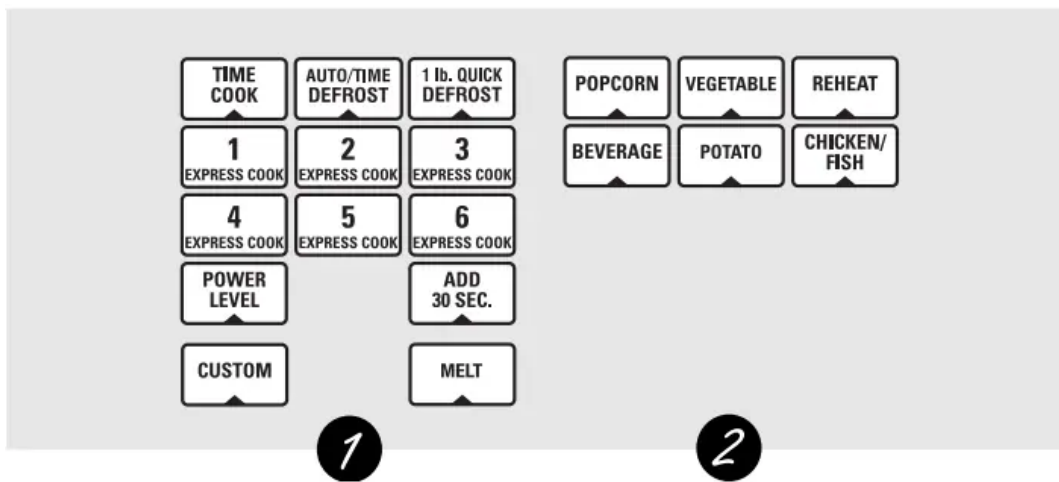 TIME
COOK
AUTO/TIME
DEFROST
1 lb. QUICK
DEFROST
1
EXPRESS COOK
2
EXPRESS COOK
3
EXPRESS COOK
4
EXPRESS COOK
5
EXPRESS COOK
6
EXPRESS COOK
POWER
LEVEL
ADD
30 SEC.
CUSTOM
MELT
1
POPCORN
VEGETABLE
REHEAT
BEVERAGE
POTATO
CHICKEN/
FISH
2